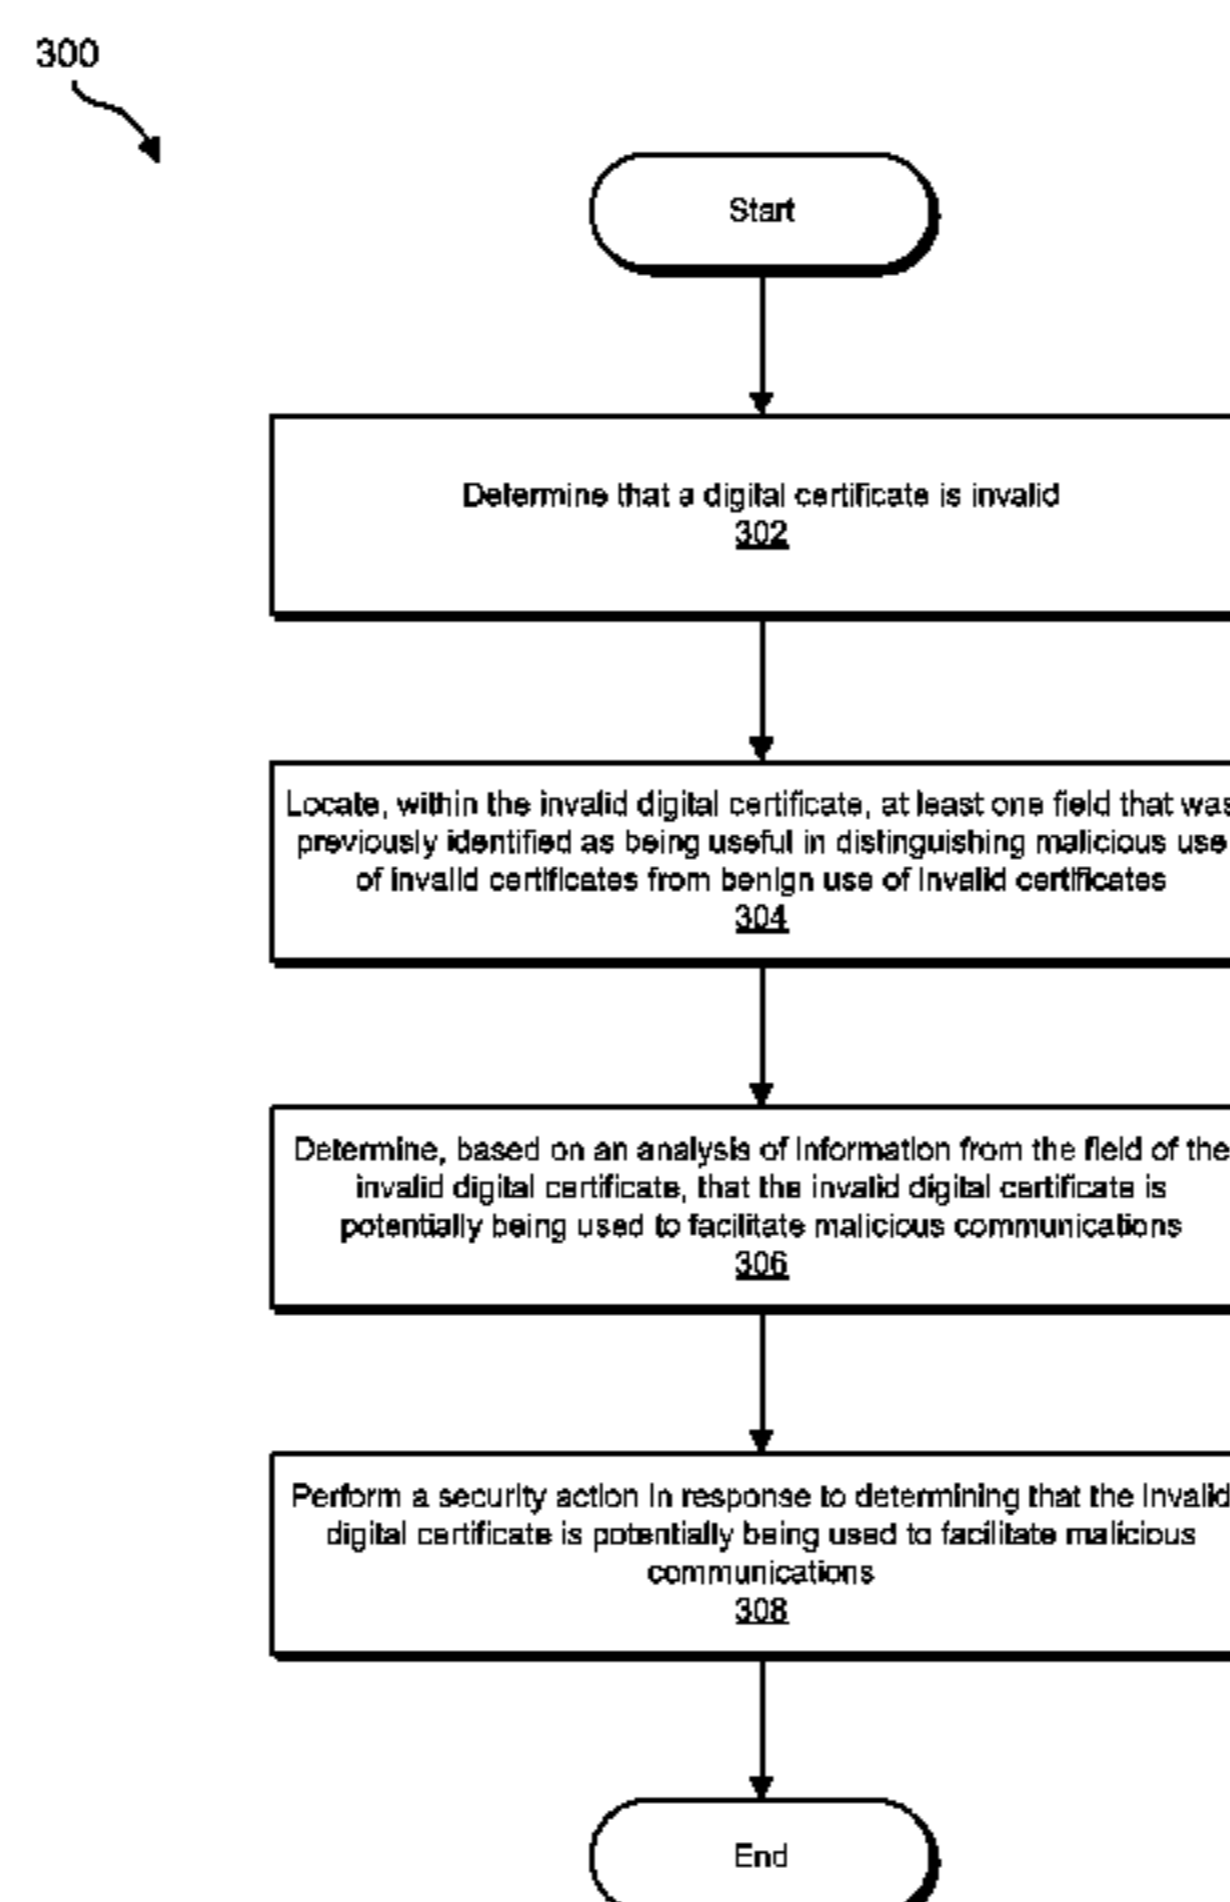 300
Start
Determine that a digital certificate is invalid
302
Locate, within the invalid digital certificate, at least one field that was
previously identified as being useful in distinguishing malicious use
of invalid certificates from benign use of invalid certificates
304
Determine, based on an analysis of information from the field of the
invalid digital certificate, that the invalid digital certificate is
potentially being used to facilitate malicious communications
306
Perform a security action in response to determining that the invalid
digital certificate is potentially being used to facilitate malicious
communications
308
End